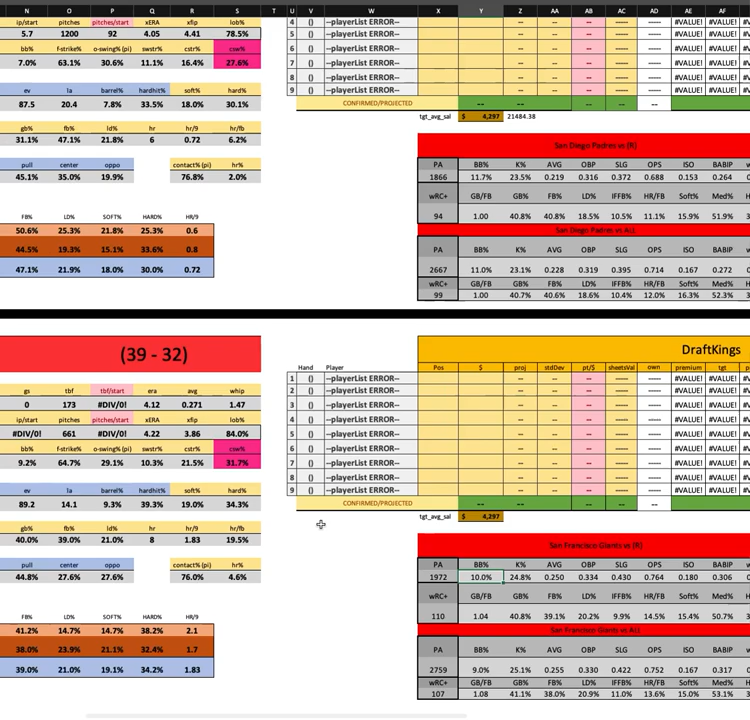 N O P Q R S T U V W X Y Z AA AB AC AD AE AF A
ip/start pitches pitches/start xERA xfip lob% 4 () --playerList ERROR-- -- -- ----- ----- #VALUE! #VALUE! #V
5.7 1200 92 4.05 4.41 78.5% 5 () --playerList ERROR-- -- -- ----- ----- #VALUE! #VALUE! #V
bb% f-strike% o-swing% (pi) swstr% cstr% csw% 6 () --playerList ERROR-- -- -- ----- ----- #VALUE! #VALUE! #V
7.0% 63.1% 30.6% 11.1% 16.4% 27.6% 7 () --playerList ERROR-- -- -- ----- ----- #VALUE! #VALUE! #V
8 () --playerList ERROR-- -- -- ----- ----- #VALUE! #VALUE! #V
ev la barrel% hardhit% soft% hard% 9 () --playerList ERROR-- -- -- ----- ----- #VALUE! #VALUE! #V
87.5 20.4 7.8% 33.5% 18.0% 30.1% CONFIRMED/PROJECTED -- -- -- -- --
tgt_avg_sal $ 4,297 21484.38
gb% fb% ld% hr hr/9 hr/fb
31.1% 47.1% 21.8% 6 0.72 6.2% San Diego Padres vs (R)
pull center oppo contact% (pi) hr% PA BB% K% AVG OBP SLG OPS ISO BABIP w
45.1% 35.0% 19.9% 76.8% 2.0% 1866 11.7% 23.5% 0.219 0.316 0.372 0.688 0.153 0.264
wRC+ GB/FB GB% FB% LD% IFFB% HR/FB Soft% Med% H
FB% LD% SOFT% HARD% HR/9 94 1.00 40.8% 40.8% 18.5% 10.5% 11.1% 15.9% 51.9% 3
50.6% 25.3% 21.8% 25.3% 0.6 San Diego Padres vs ALL
44.5% 19.3% 15.1% 33.6% 0.8 PA BB% K% AVG OBP SLG OPS ISO BABIP w
47.1% 21.9% 18.0% 30.0% 0.72 2667 11.0% 23.1% 0.228 0.319 0.395 0.714 0.167 0.272
wRC+ GB/FB GB% FB% LD% IFFB% HR/FB Soft% Med% H
99 1.00 40.7% 40.6% 18.6% 10.4% 12.0% 16.3% 52.3% 3
(39 - 32) DraftKings
Hand Player Pos $ proj stdDev pt/$ sheetsVal own premium tgt p
gs tbf tbf/start era avg whip 1 () --playerList ERROR-- -- -- ----- ----- #VALUE! #VALUE! #V
0 173 #DIV/0! 4.12 0.271 1.47 2 () --playerList ERROR-- -- -- ----- ----- #VALUE! #VALUE! #V
ip/start pitches pitches/start xERA xfip lob% 3 () --playerList ERROR-- -- -- ----- ----- #VALUE! #VALUE! #V
#DIV/0! 661 #DIV/0! 4.22 3.86 84.0% 4 () --playerList ERROR-- -- -- ----- ----- #VALUE! #VALUE! #V
bb% f-strike% o-swing% (pi) swstr% cstr% csw% 5 () --playerList ERROR-- -- -- ----- ----- #VALUE! #VALUE! #V
9.2% 64.7% 29.1% 10.3% 21.5% 31.7% 6 () --playerList ERROR-- -- -- ----- ----- #VALUE! #VALUE! #V
7 () --playerList ERROR-- -- -- ----- ----- #VALUE! #VALUE! #V
ev la barrel% hardhit% soft% hard% 8 () --playerList ERROR-- -- -- ----- ----- #VALUE! #VALUE! #V
89.2 14.1 9.3% 39.3% 19.0% 34.3% 9 () --playerList ERROR-- -- -- ----- ----- #VALUE! #VALUE! #V
CONFIRMED/PROJECTED -- -- -- -- --
gb% fb% ld% hr hr/9 hr/fb tgt_avg_sal $ 4,297
40.0% 39.0% 21.0% 8 1.83 19.5%
San Francisco Giants vs (R)
pull center oppo contact% (pi) hr% PA BB% K% AVG OBP SLG OPS ISO BABIP w
44.8% 27.6% 27.6% 76.0% 4.6% 1972 10.0% 24.8% 0.250 0.334 0.430 0.764 0.180 0.306
wRC+ GB/FB GB% FB% LD% IFFB% HR/FB Soft% Med% H
FB% LD% SOFT% HARD% HR/9 110 1.04 40.8% 39.1% 20.2% 9.9% 14.5% 15.4% 50.7% 3
41.2% 14.7% 14.7% 38.2% 2.1 San Francisco Giants vs ALL
38.0% 23.9% 21.1% 32.4% 1.7 PA BB% K% AVG OBP SLG OPS ISO BABIP w
39.0% 21.0% 19.1% 34.2% 1.83 2759 9.0% 25.1% 0.255 0.330 0.422 0.752 0.167 0.317
wRC+ GB/FB GB% FB% LD% IFFB% HR/FB Soft% Med% H
107 1.08 41.1% 38.0% 20.9% 11.0% 13.6% 15.0% 53.1% 3